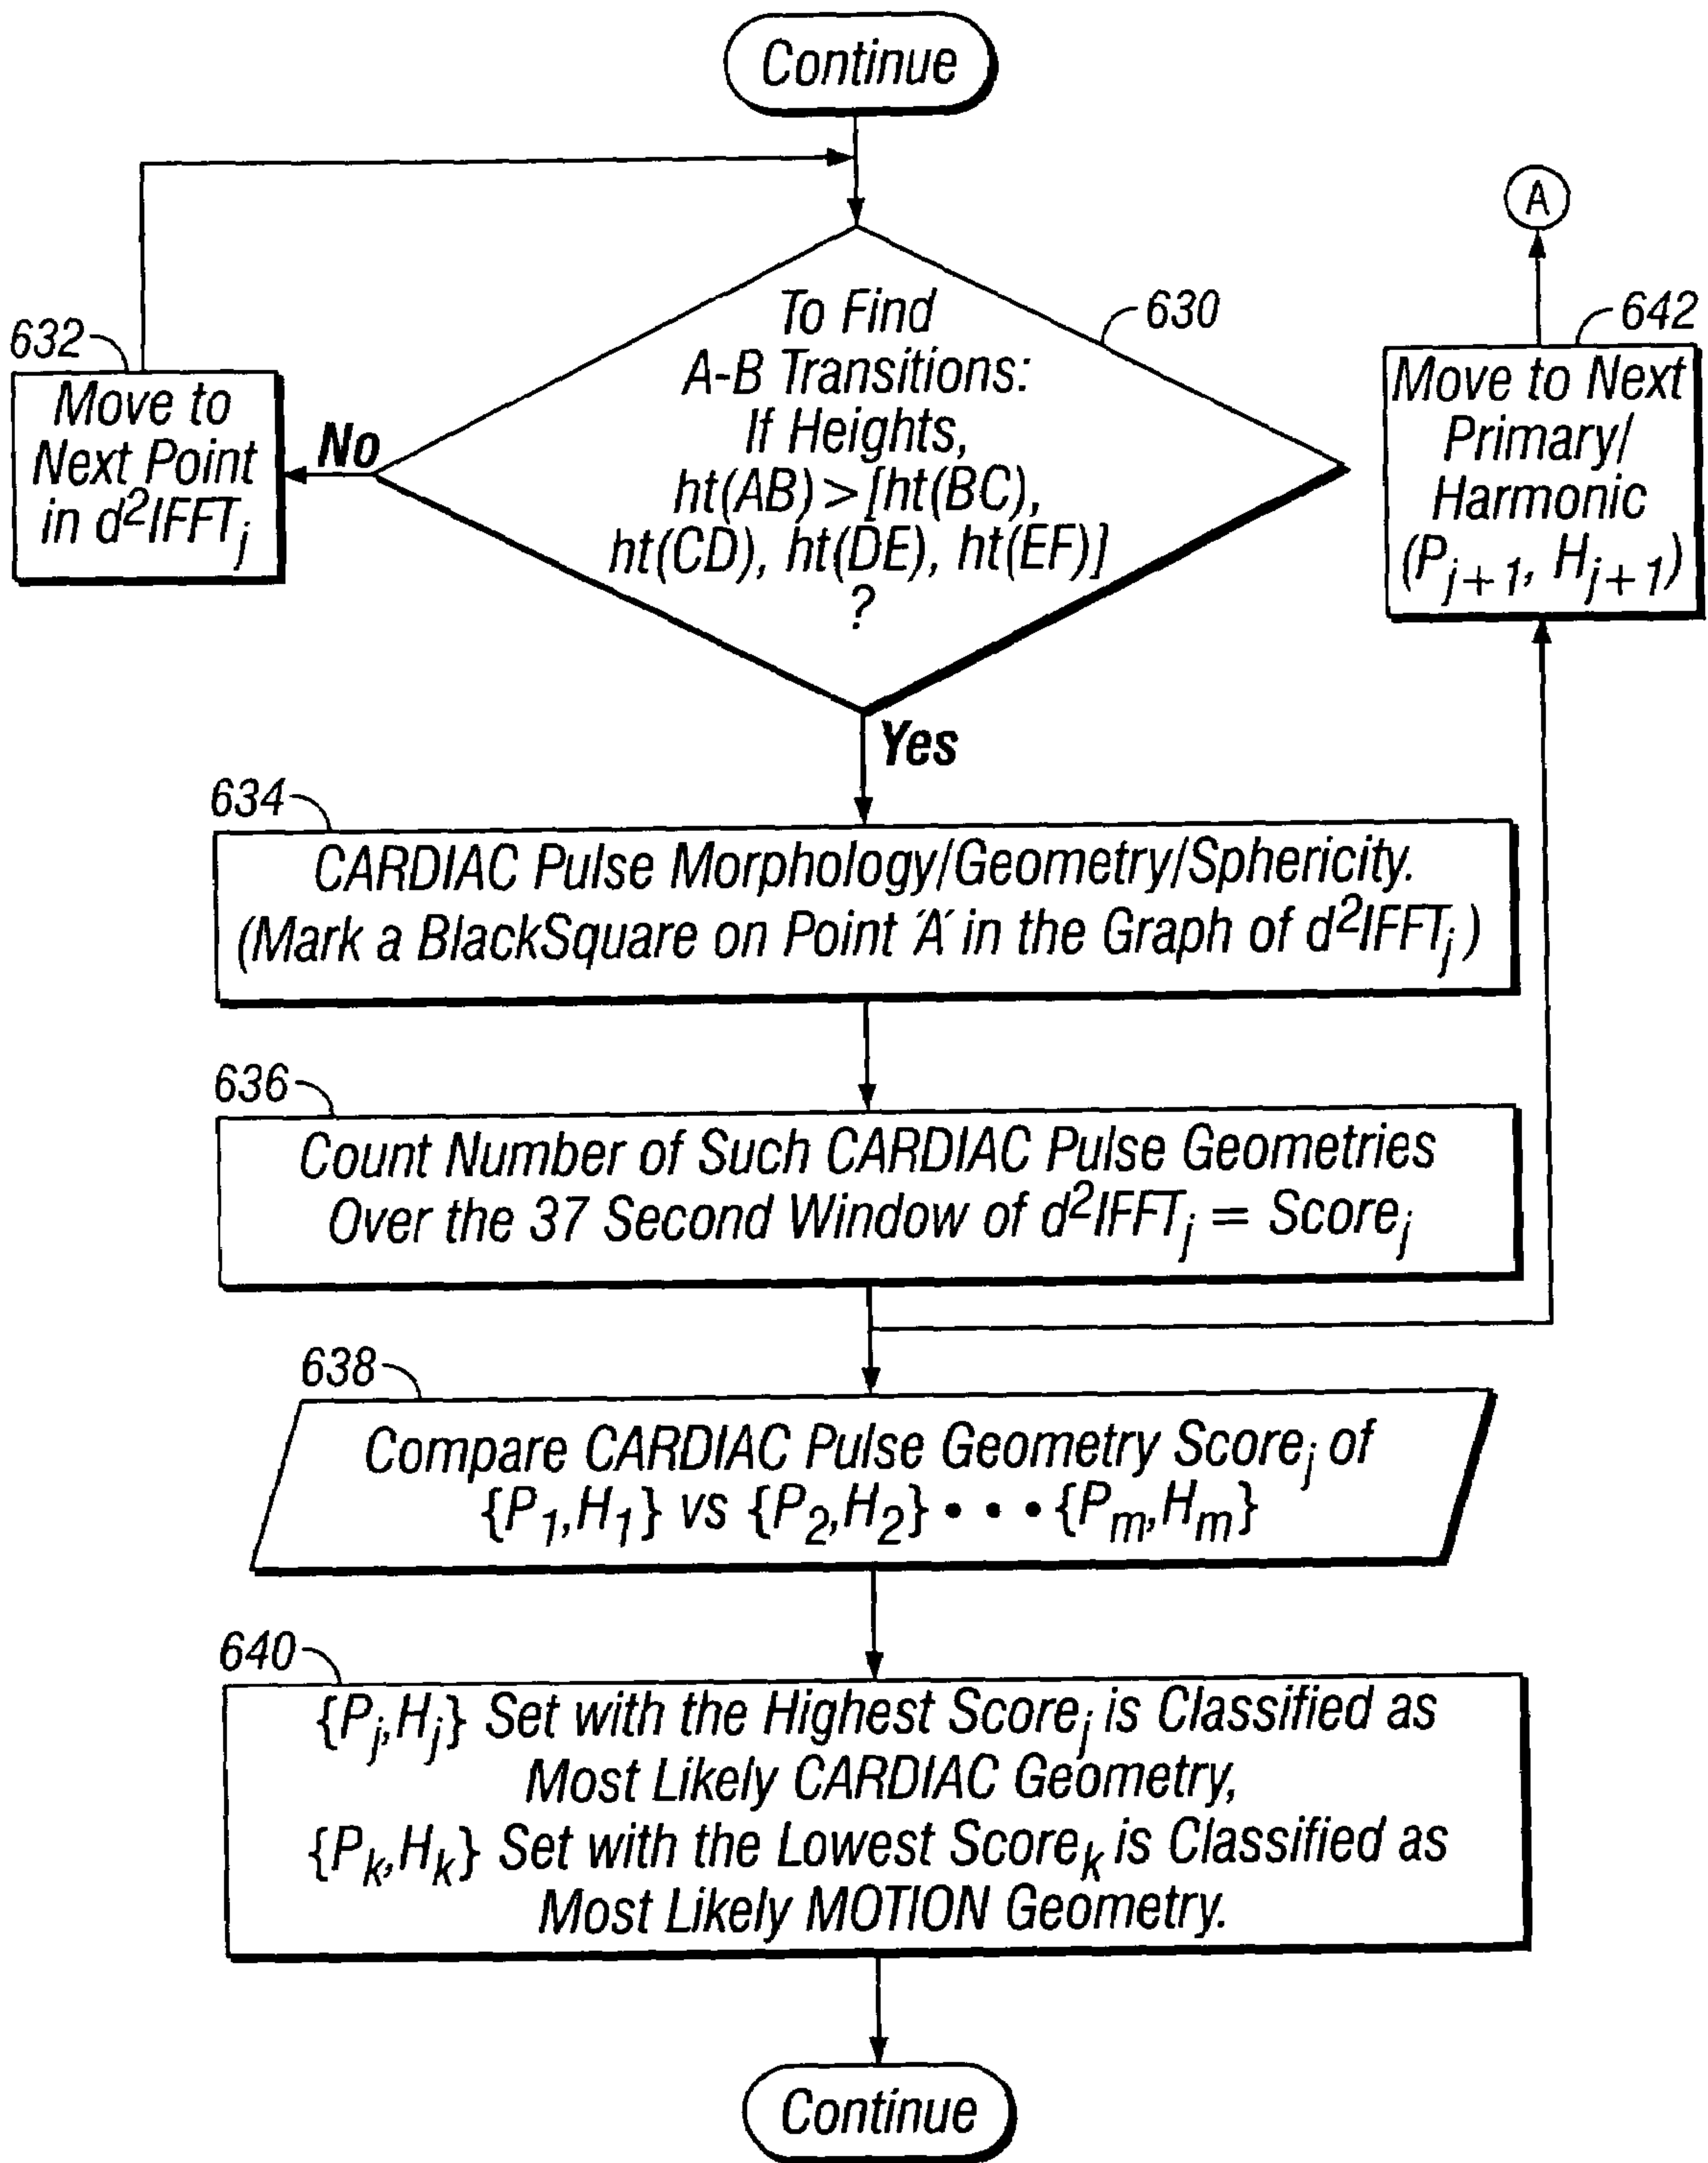 Continue
A
630
To Find
A-B Transitions:
If Heights,
ht(AB) > [ht(BC),
ht(CD), ht(DE), ht(EF)]
?
632
Move to
Next Point
in d²IFFTⱼ
No
642
Move to Next
Primary/
Harmonic
(Pⱼ₊₁, Hⱼ₊₁)
Yes
634
CARDIAC Pulse Morphology/Geometry/Sphericity.
(Mark a BlackSquare on Point 'A' in the Graph of d²IFFTⱼ)
636
Count Number of Such CARDIAC Pulse Geometries
Over the 37 Second Window of d²IFFTⱼ = Scoreⱼ
638
Compare CARDIAC Pulse Geometry Scoreⱼ of
{P₁,H₁} vs {P₂,H₂} • • • {Pₘ,Hₘ}
640
{Pⱼ,Hⱼ} Set with the Highest Scoreⱼ is Classified as
Most Likely CARDIAC Geometry,
{Pₖ,Hₖ} Set with the Lowest Scoreₖ is Classified as
Most Likely MOTION Geometry.
Continue